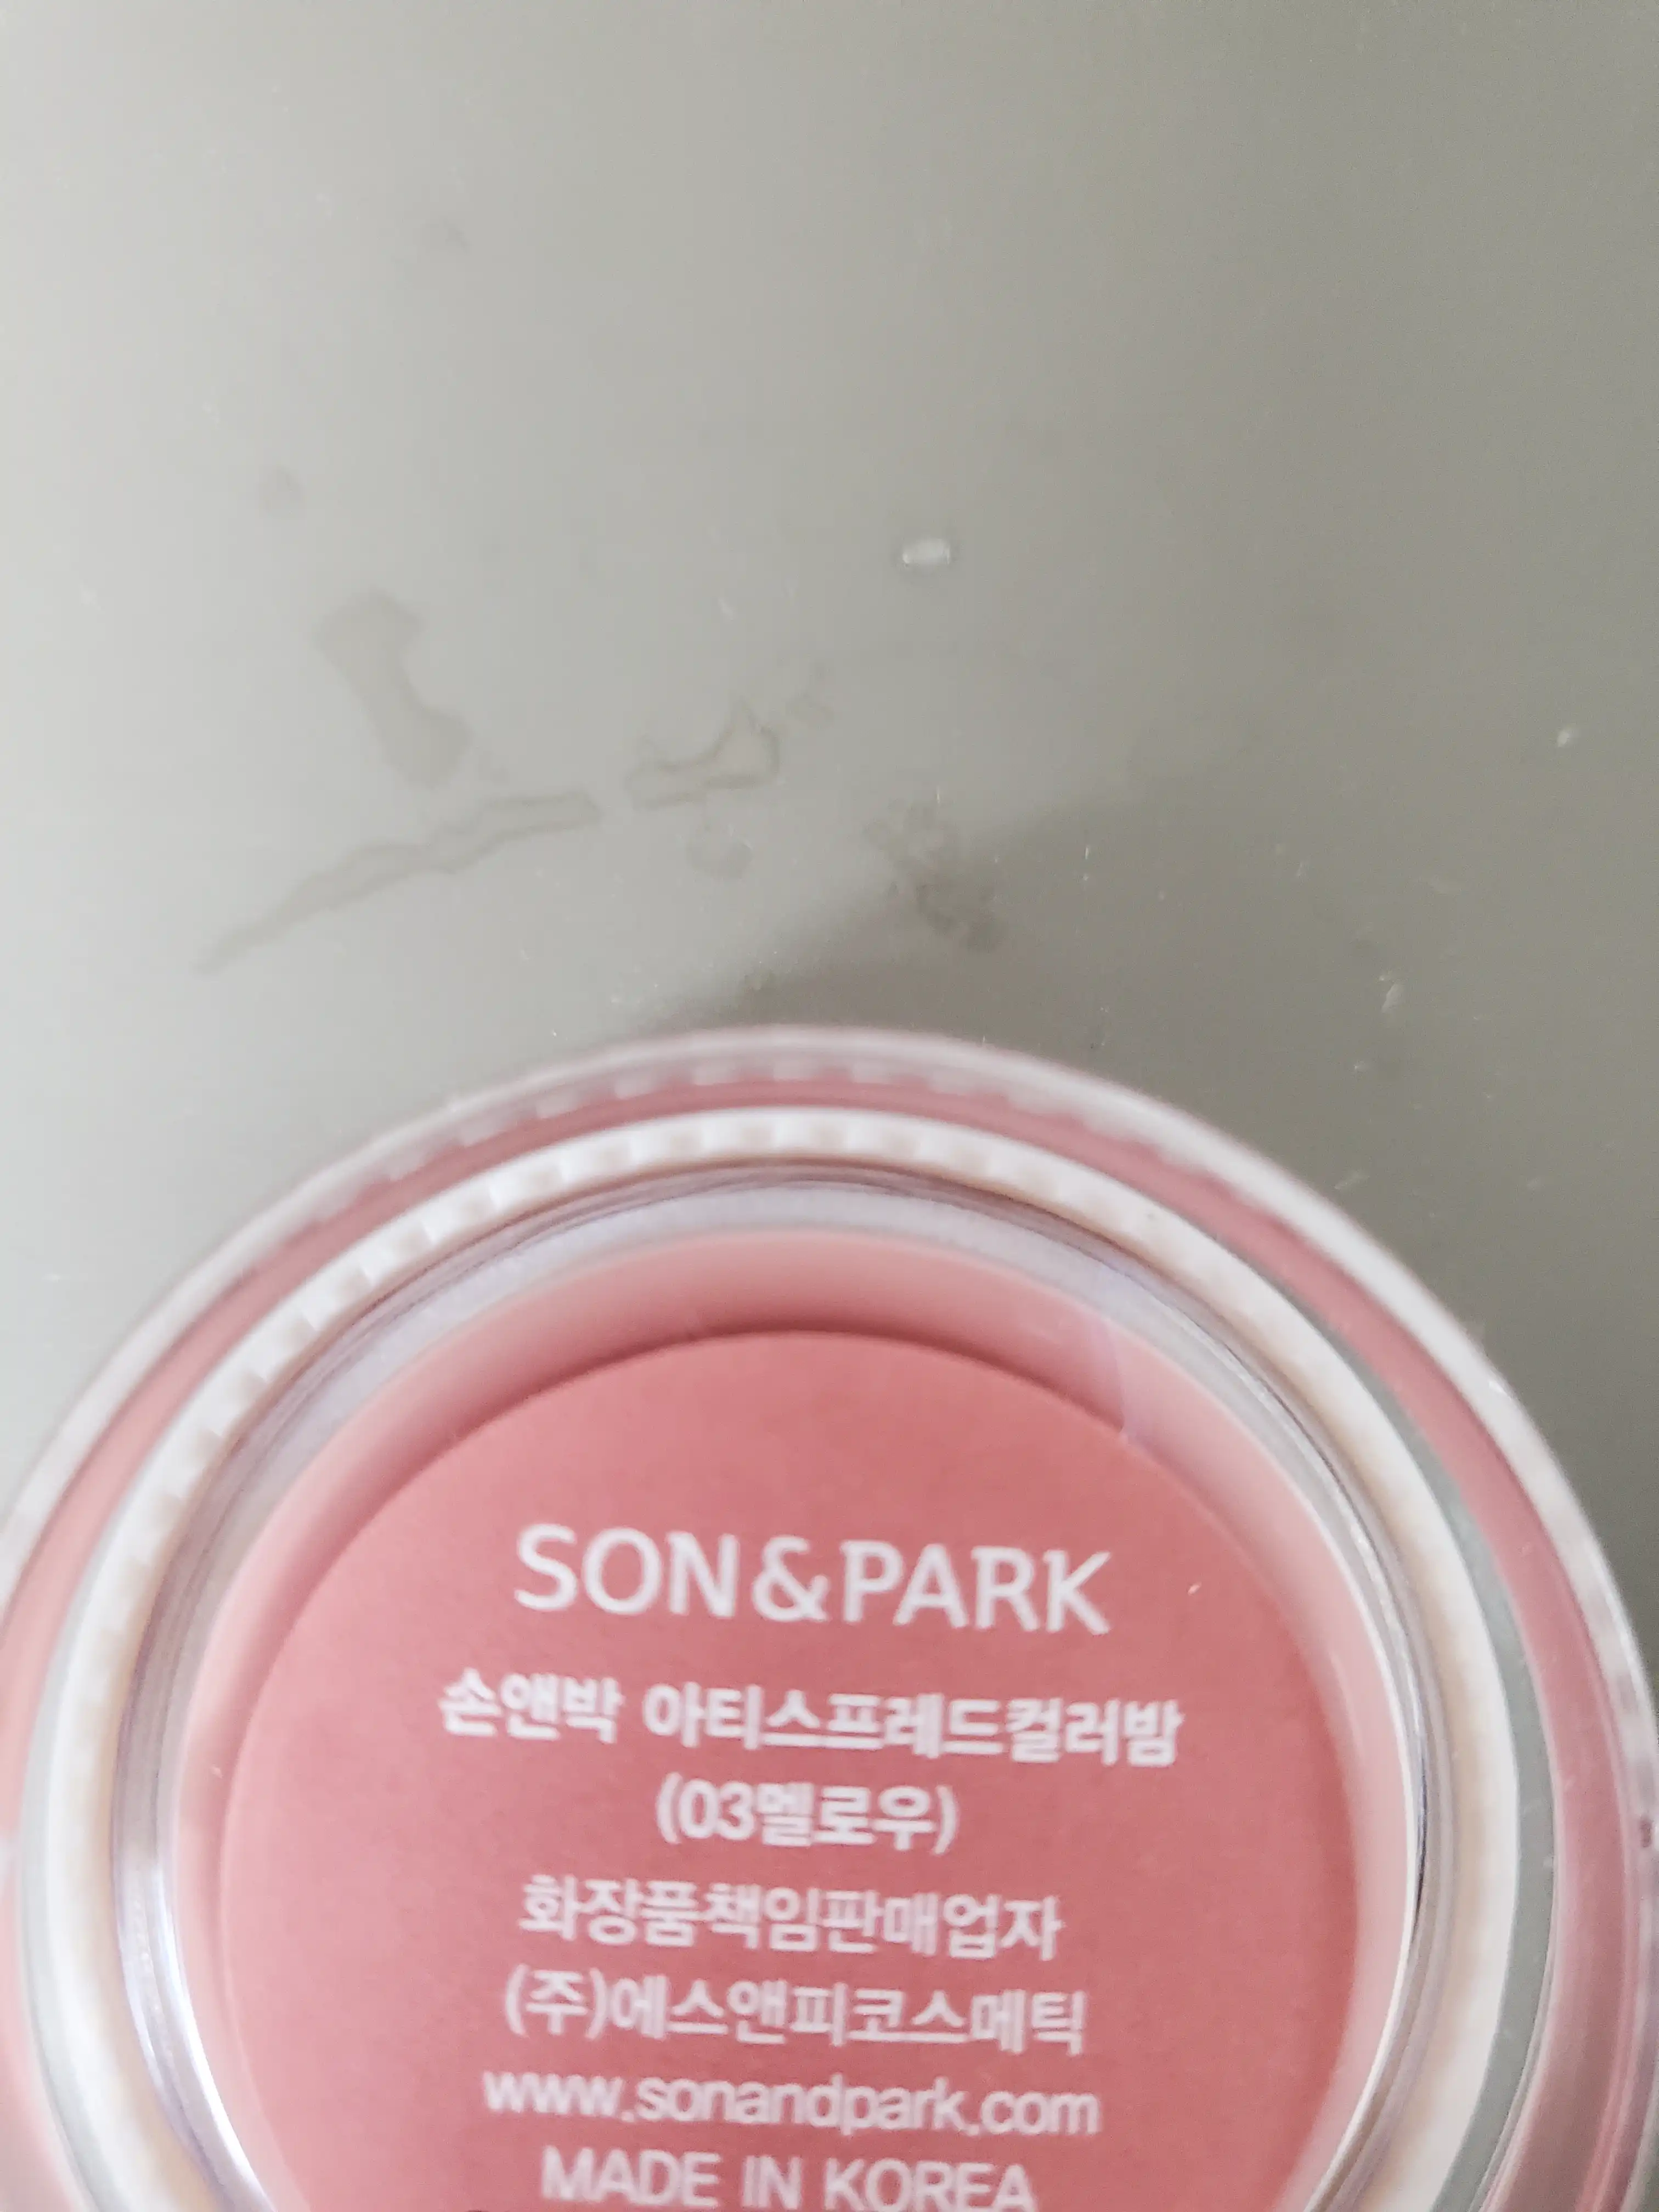 SON&PARK
손앤박 아티스프레드컬러밤
(03멜로우)
화장품책임판매업자
(주)에스앤피코스메틱
www.sonandpark.com
MADE IN KOREA